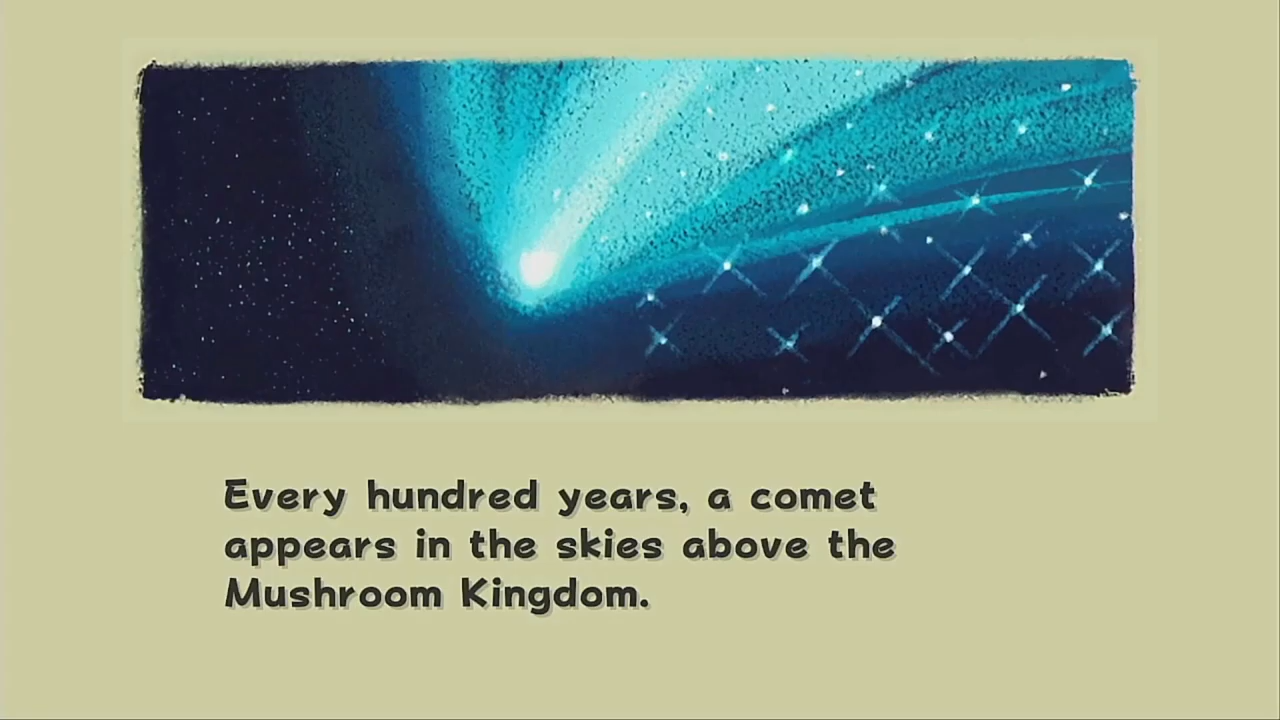 Every hundred years, a comet
appears in the skies above the
Mushroom Kingdom.